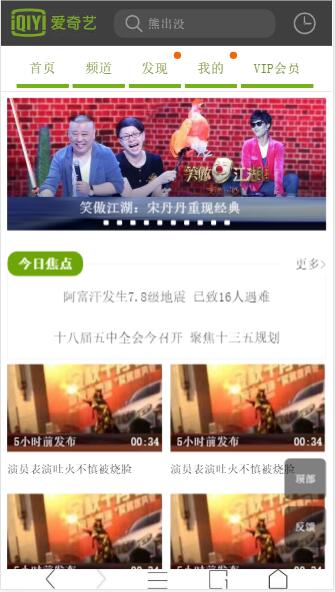 iQIYI 爱奇艺 熊出没
首页 频道 发现 我的 VIP会员
笑傲江湖
笑傲江湖：宋丹丹重现经典
今日焦点 更多>
阿富汗发生7.8级地震 已致16人遇难
十八届五中全会今召开 聚焦十三五规划
5小时前发布 00:34 5小时前发布 00:34
演员表演吐火不慎被烧脸 演员表演吐火不慎被烧脸
顶部
反馈
5小时前发布 00:34 5小时前发布 00:34